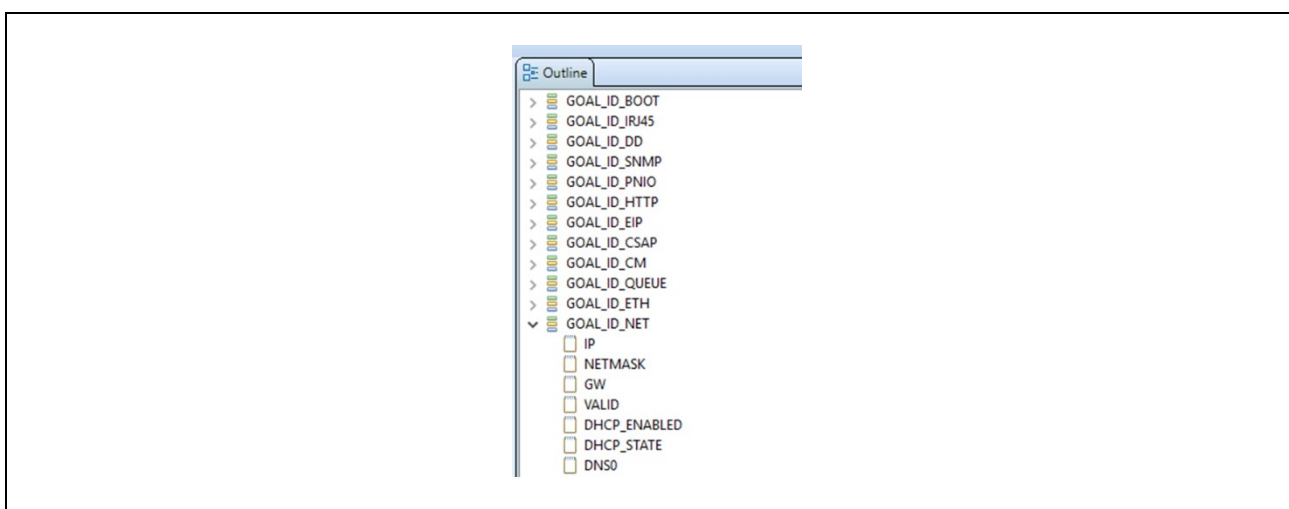 Outline
GOAL_ID_BOOT
GOAL_ID_IRJ45
GOAL_ID_DD
GOAL_ID_SNMP
GOAL_ID_PNIO
GOAL_ID_HTTP
GOAL_ID_EIP
GOAL_ID_CSAP
GOAL_ID_CM
GOAL_ID_QUEUE
GOAL_ID_ETH
GOAL_ID_NET
IP
NETMASK
GW
VALID
DHCP_ENABLED
DHCP_STATE
DNS0